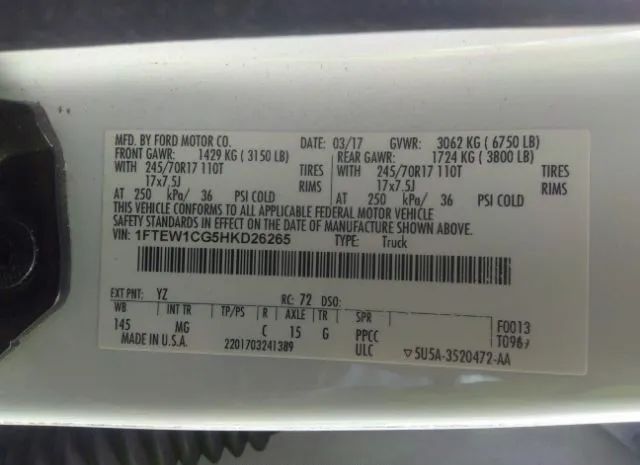 MFD. BY FORD MOTOR CO. DATE: 03/17 GVWR: 3062 KG ( 6750 LB)
FRONT GAWR: 1429 KG ( 3150 LB) REAR GAWR: 1724 KG ( 3800 LB)
WITH 245/70R17 110T TIRES WITH 245/70R17 110T TIRES
17x7.5J RIMS 17x7.5J RIMS
AT 250 kPa/ 36 PSI COLD AT 250 kPa/ 36 PSI COLD
THIS VEHICLE CONFORMS TO ALL APPLICABLE FEDERAL MOTOR VEHICLE
SAFETY STANDARDS IN EFFECT ON THE DATE OF MANUFACTURE SHOWN ABOVE.
VIN: 1FTEW1CG5HKD26265 TYPE: Truck
EXT PNT: YZ RC: 72 DSO:
WB INT TR TP/PS R AXLE TR SPR F0013
145 MG C 15 G PPCC
MADE IN U.S.A. 2201703241389 ULC ▽5U5A-3520472-AA